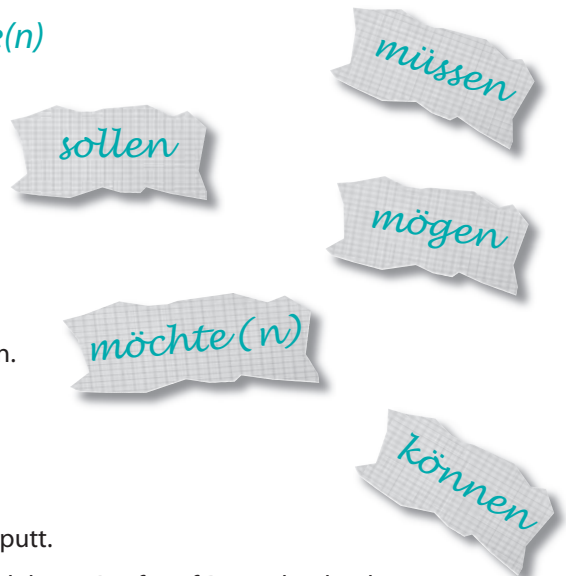 e(n)
müssen
sollen
mögen
möchte(n)
n.
können
putt.